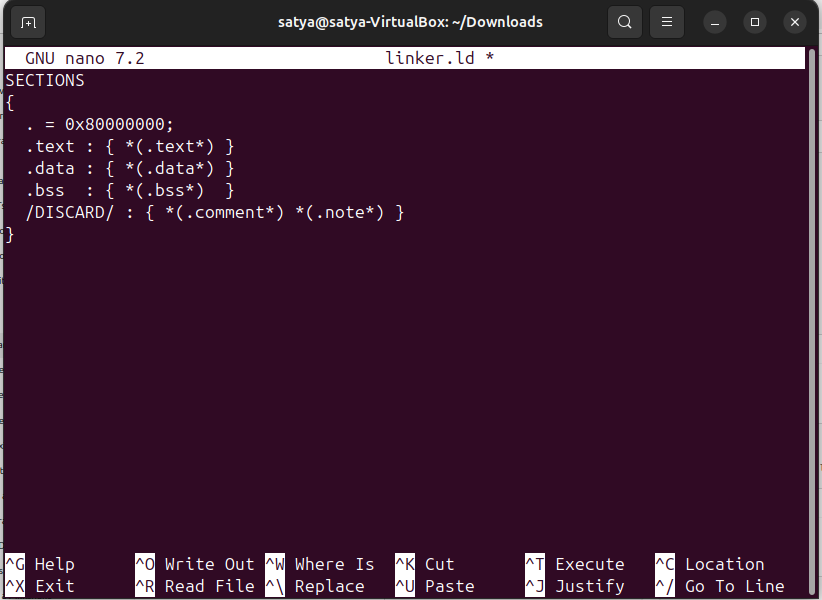 satya@satya-VirtualBox: ~/Downloads
GNU nano 7.2 linker.ld *
SECTIONS
{
  . = 0x80000000;
  .text : { *(.text*) }
  .data : { *(.data*) }
  .bss  : { *(.bss*)  }
  /DISCARD/ : { *(.comment*) *(.note*) }
}
^G Help ^O Write Out ^W Where Is ^K Cut ^T Execute ^C Location
^X Exit ^R Read File ^\ Replace ^U Paste ^J Justify ^/ Go To Line